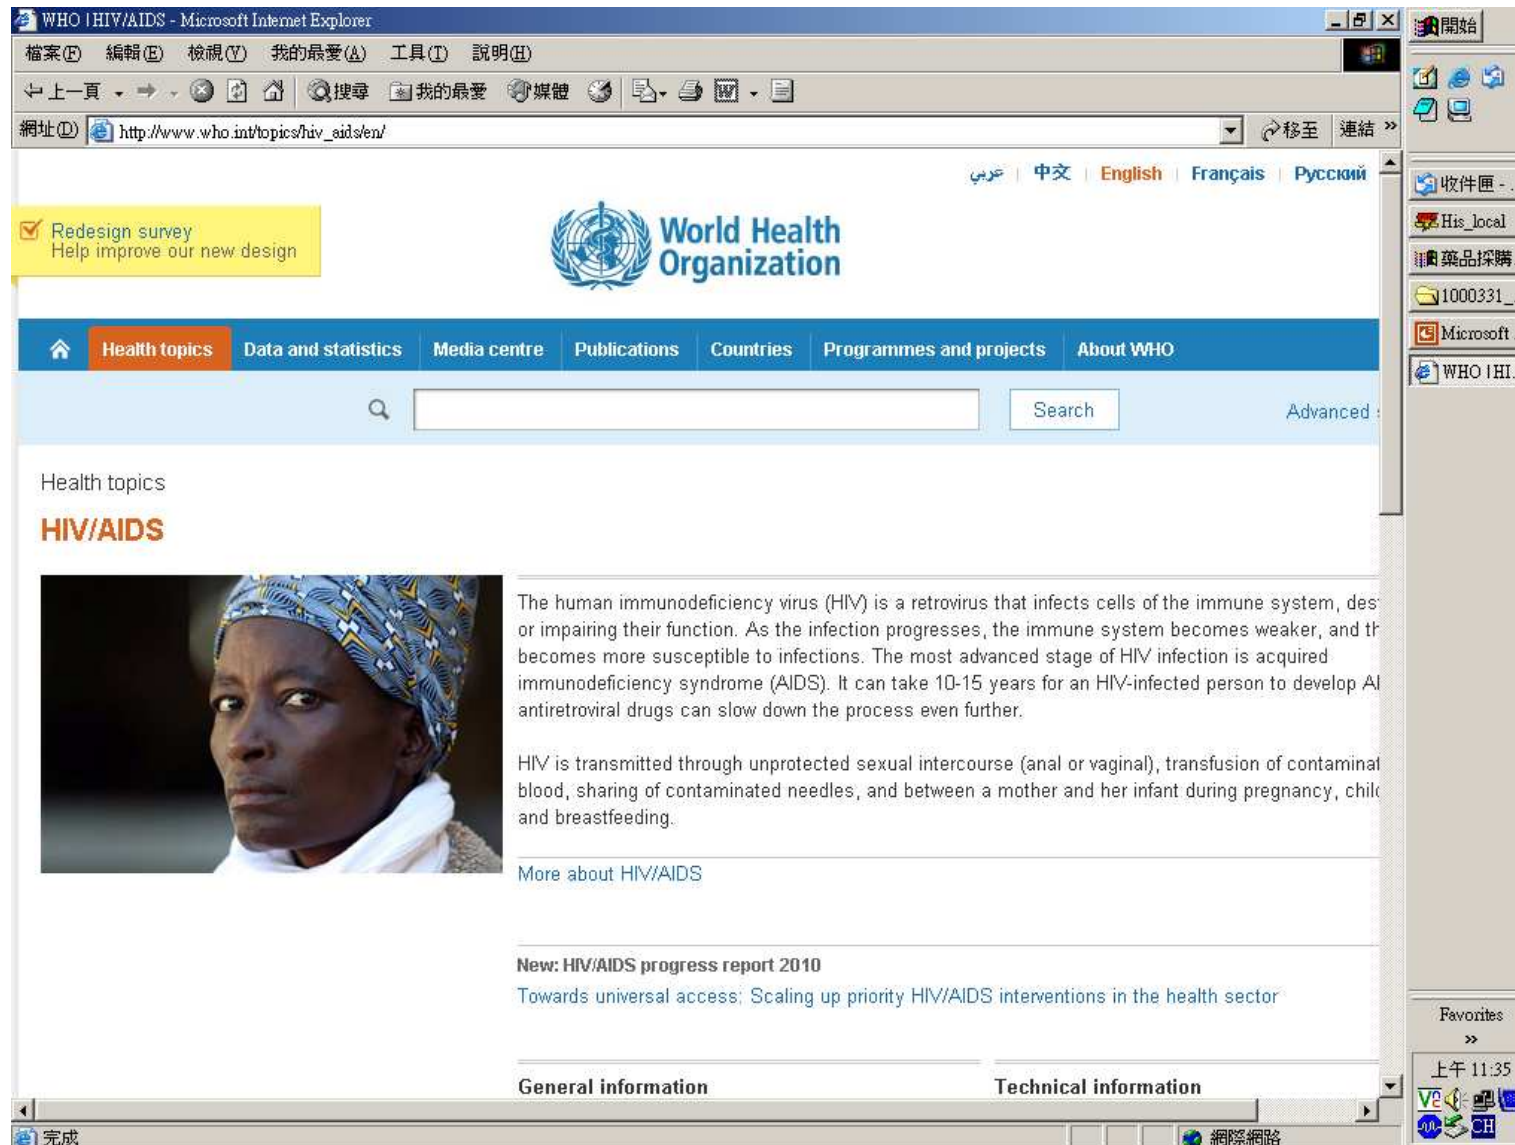 WHO | HIV/AIDS - Microsoft Internet Explorer
檔案(F) 編輯(E) 檢視(V) 我的最愛(A) 工具(T) 說明(H)
上一頁 搜尋 我的最愛 媒體
網址(D) http://www.who.int/topics/hiv_aids/en/ 移至 連結 »
عربي | 中文 | English | Français | Русский
Redesign survey
Help improve our new design
World Health
Organization
Health topics Data and statistics Media centre Publications Countries Programmes and projects About WHO
Search Advanced
Health topics
HIV/AIDS
The human immunodeficiency virus (HIV) is a retrovirus that infects cells of the immune system, des
or impairing their function. As the infection progresses, the immune system becomes weaker, and th
becomes more susceptible to infections. The most advanced stage of HIV infection is acquired
immunodeficiency syndrome (AIDS). It can take 10-15 years for an HIV-infected person to develop AI
antiretroviral drugs can slow down the process even further.
HIV is transmitted through unprotected sexual intercourse (anal or vaginal), transfusion of contaminat
blood, sharing of contaminated needles, and between a mother and her infant during pregnancy, chil
and breastfeeding.
More about HIV/AIDS
New: HIV/AIDS progress report 2010
Towards universal access: Scaling up priority HIV/AIDS interventions in the health sector
General information Technical information
完成 網際網路
開始
收件匣 - .
His_local
藥品採購
1000331_
Microsoft
WHO | HI.
Favorites
»
上午 11:35
CH